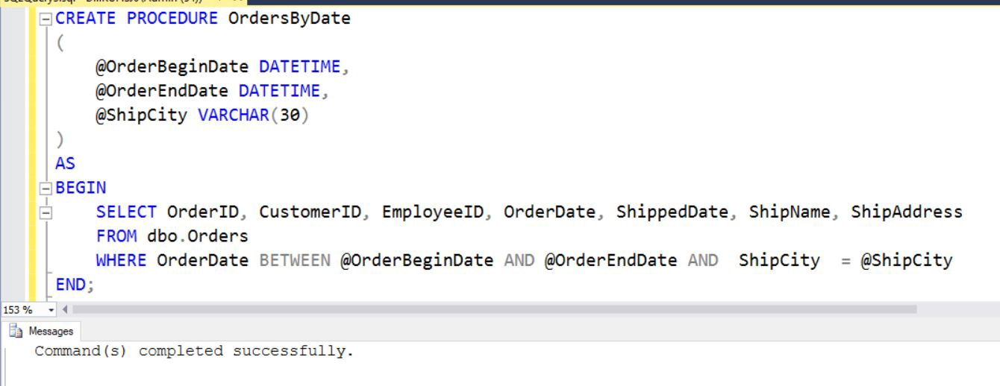 CREATE PROCEDURE OrdersByDate
(
@OrderBeginDate DATETIME,
@OrderEndDate DATETIME,
@ShipCity VARCHAR(30)
)
AS
BEGIN
SELECT OrderID, CustomerID, EmployeeID, OrderDate, ShippedDate, ShipName, ShipAddress
FROM dbo.Orders
WHERE OrderDate BETWEEN @OrderBeginDate AND @OrderEndDate AND  ShipCity  = @ShipCity
END;
153 %
Messages
Command(s) completed successfully.